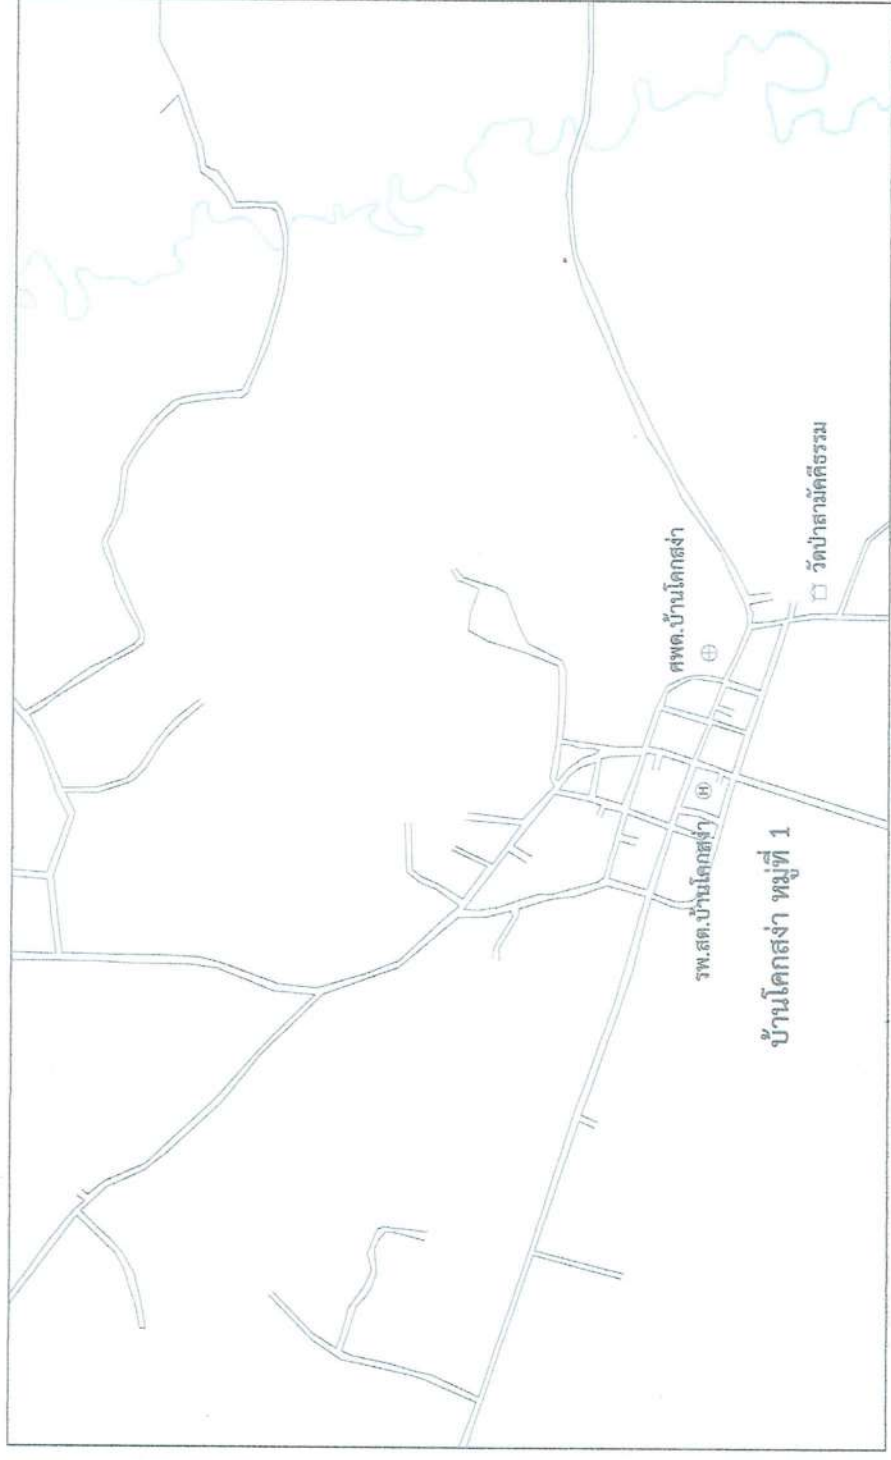 ศพด.บ้านโคกสง่า
วัดป่าสามัคคีธรรม
รพ.สต.บ้านโคกสง่า
H
บ้านโคกสง่า หมู่ที่ 1